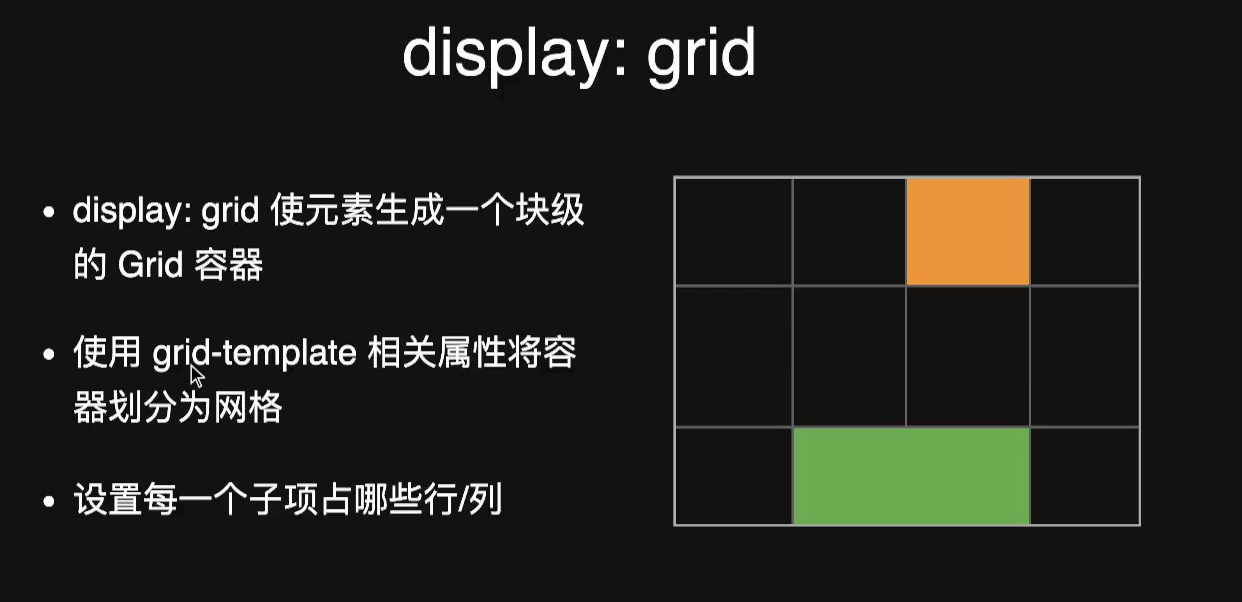 display: grid
• display: grid 使元素生成一个块级
的 Grid 容器
• 使用 grid-template 相关属性将容
器划分为网格
• 设置每一个子项占哪些行/列